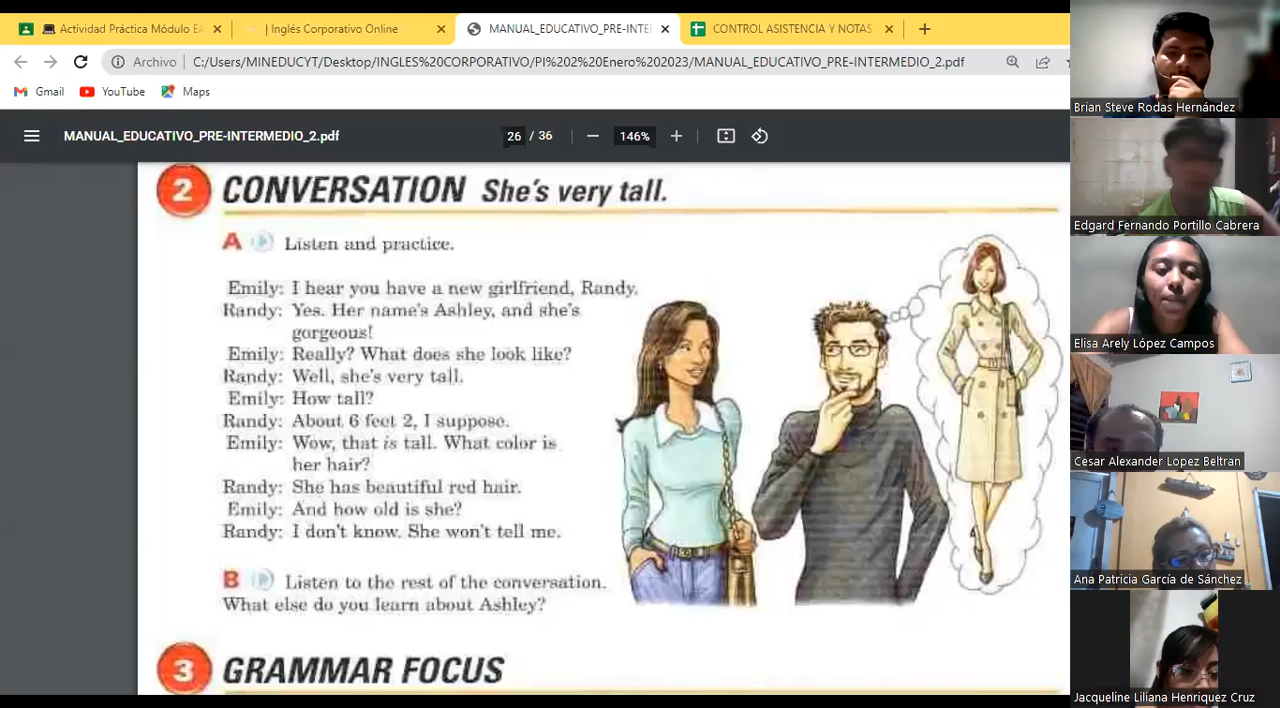 Actividad Práctica Módulo EA
| Inglés Corporativo Online
MANUAL_EDUCATIVO_PRE-INTE
CONTROL ASISTENCIA Y NOTAS
Archivo | C:/Users/MINEDUCYT/Desktop/INGLES%20CORPORATIVO/PI%202%20Enero%202023/MANUAL_EDUCATIVO_PRE-INTERMEDIO_2.pdf
Gmail YouTube Maps
MANUAL_EDUCATIVO_PRE-INTERMEDIO_2.pdf 26 / 36 146%
2 CONVERSATION She's very tall.
A Listen and practice.
Emily: I hear you have a new girlfriend, Randy.
Randy: Yes. Her name's Ashley, and she's
gorgeous!
Emily: Really? What does she look like?
Randy: Well, she's very tall.
Emily: How tall?
Randy: About 6 feet 2, I suppose.
Emily: Wow, that is tall. What color is
her hair?
Randy: She has beautiful red hair.
Emily: And how old is she?
Randy: I don't know. She won't tell me.
B Listen to the rest of the conversation.
What else do you learn about Ashley?
3 GRAMMAR FOCUS
Brian Steve Rodas Hernández
Edgard Fernando Portillo Cabrera
Elisa Arely López Campos
Cesar Alexander Lopez Beltran
Ana Patricia García de Sánchez
Jacqueline Liliana Henriquez Cruz